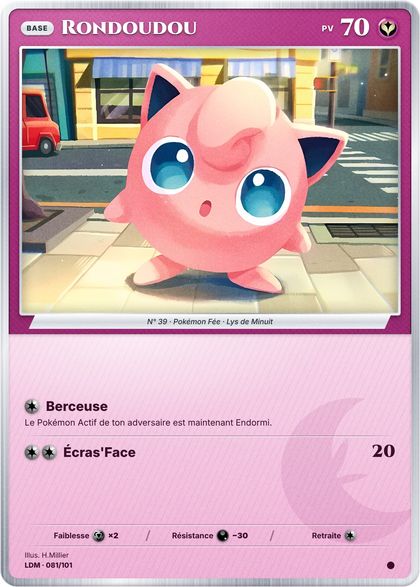 BASE RONDOUDOU PV 70
N° 39 · Pokémon Fée · Lys de Minuit
Berceuse
Le Pokémon Actif de ton adversaire est maintenant Endormi.
Écras'Face 20
Faiblesse ×2 / Résistance −30 / Retraite
Illus. H.Millier
LDM · 081/101